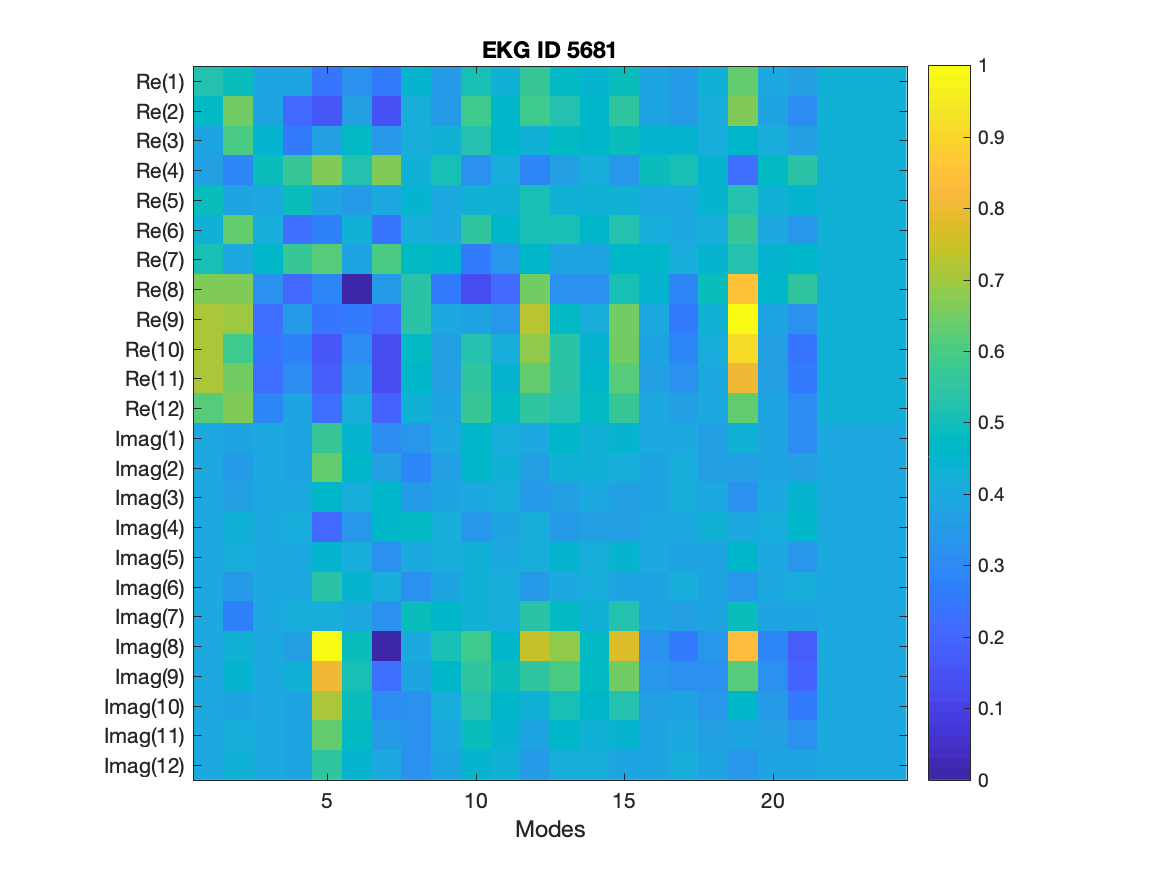 EKG ID 5681
Re(1)
Re(2)
Re(3)
Re(4)
Re(5)
Re(6)
Re(7)
Re(8)
Re(9)
Re(10)
Re(11)
Re(12)
Imag(1)
Imag(2)
Imag(3)
Imag(4)
Imag(5)
Imag(6)
Imag(7)
Imag(8)
Imag(9)
Imag(10)
Imag(11)
Imag(12)
5 10 15 20
Modes
1
0.9
0.8
0.7
0.6
0.5
0.4
0.3
0.2
0.1
0